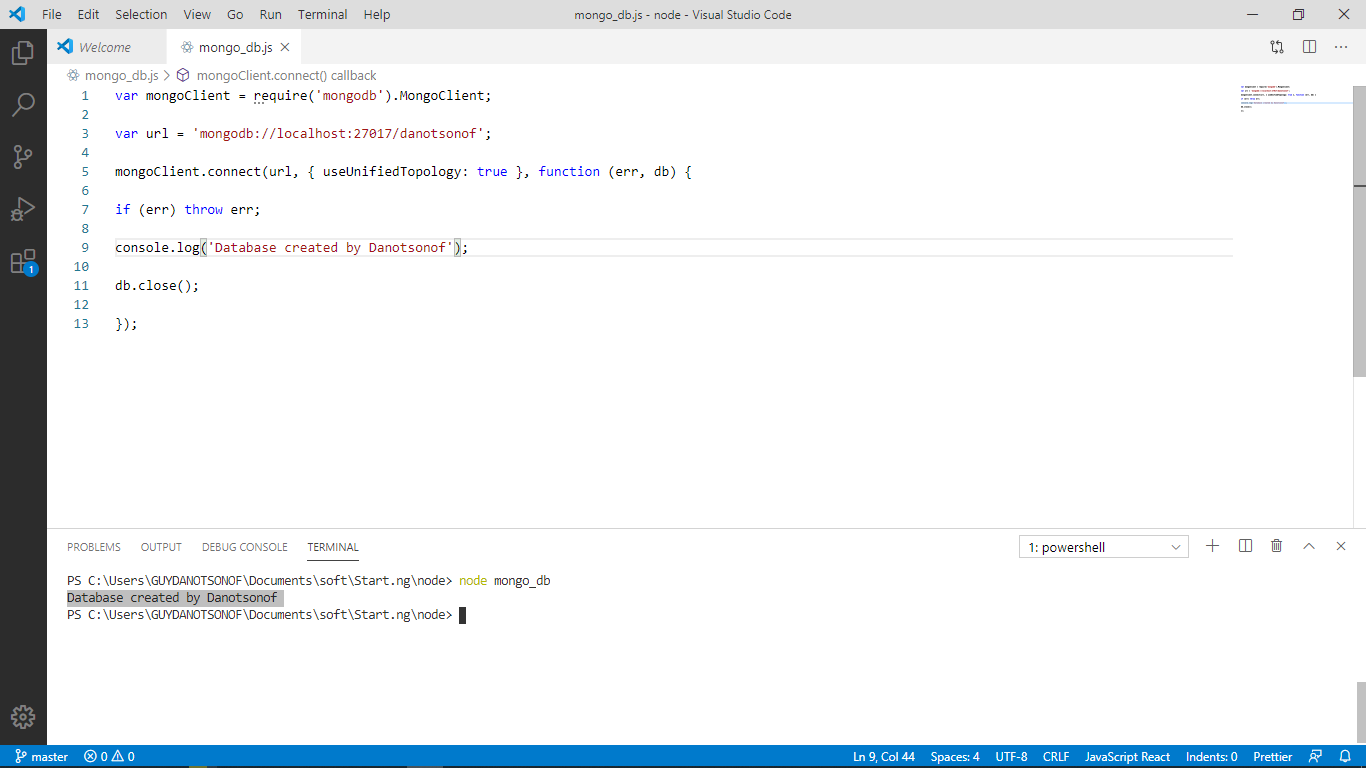 File Edit Selection View Go Run Terminal Help mongo_db.js - node - Visual Studio Code
Welcome mongo_db.js
mongo_db.js mongoClient.connect() callback
1 var mongoClient = require('mongodb').MongoClient;
2
3 var url = 'mongodb://localhost:27017/danotsonof';
4
5 mongoClient.connect(url, { useUnifiedTopology: true }, function (err, db) {
6
7 if (err) throw err;
8
9 console.log('Database created by Danotsonof');
10
11 db.close();
12
13 });
1
PROBLEMS OUTPUT DEBUG CONSOLE TERMINAL 1: powershell
PS C:\Users\GUYDANOTSONOF\Documents\soft\Start.ng\node> node mongo_db
Database created by Danotsonof
PS C:\Users\GUYDANOTSONOF\Documents\soft\Start.ng\node>
master 0 0 Ln 9, Col 44 Spaces: 4 UTF-8 CRLF JavaScript React Indents: 0 Prettier